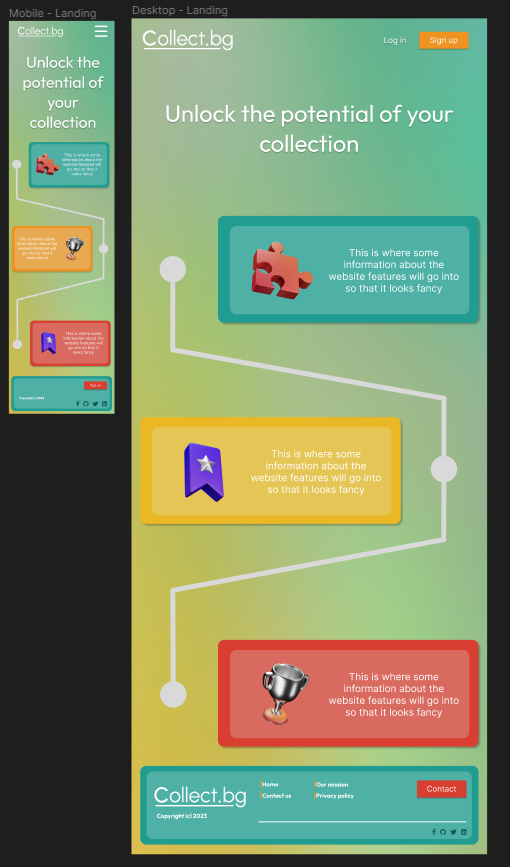 Mobile - Landing
Collect.bg
Unlock the
potential of
your
collection
This is where some
information about the
website features will
go into so that it
looks fancy
This is where some
information about the
website features will
go into so that it
looks fancy
This is where some
information about the
website features will
go into so that it
looks fancy
Sign up
Copyright (c) 2023
Desktop - Landing
Collect.bg
Log in
Sign up
Unlock the potential of your
collection
This is where some
information about the
website features will go into
so that it looks fancy
This is where some
information about the
website features will go into
so that it looks fancy
This is where some
information about the
website features will go into
so that it looks fancy
Collect.bg
Copyright (c) 2023
Home
Contact us
Our mission
Privacy policy
Contact